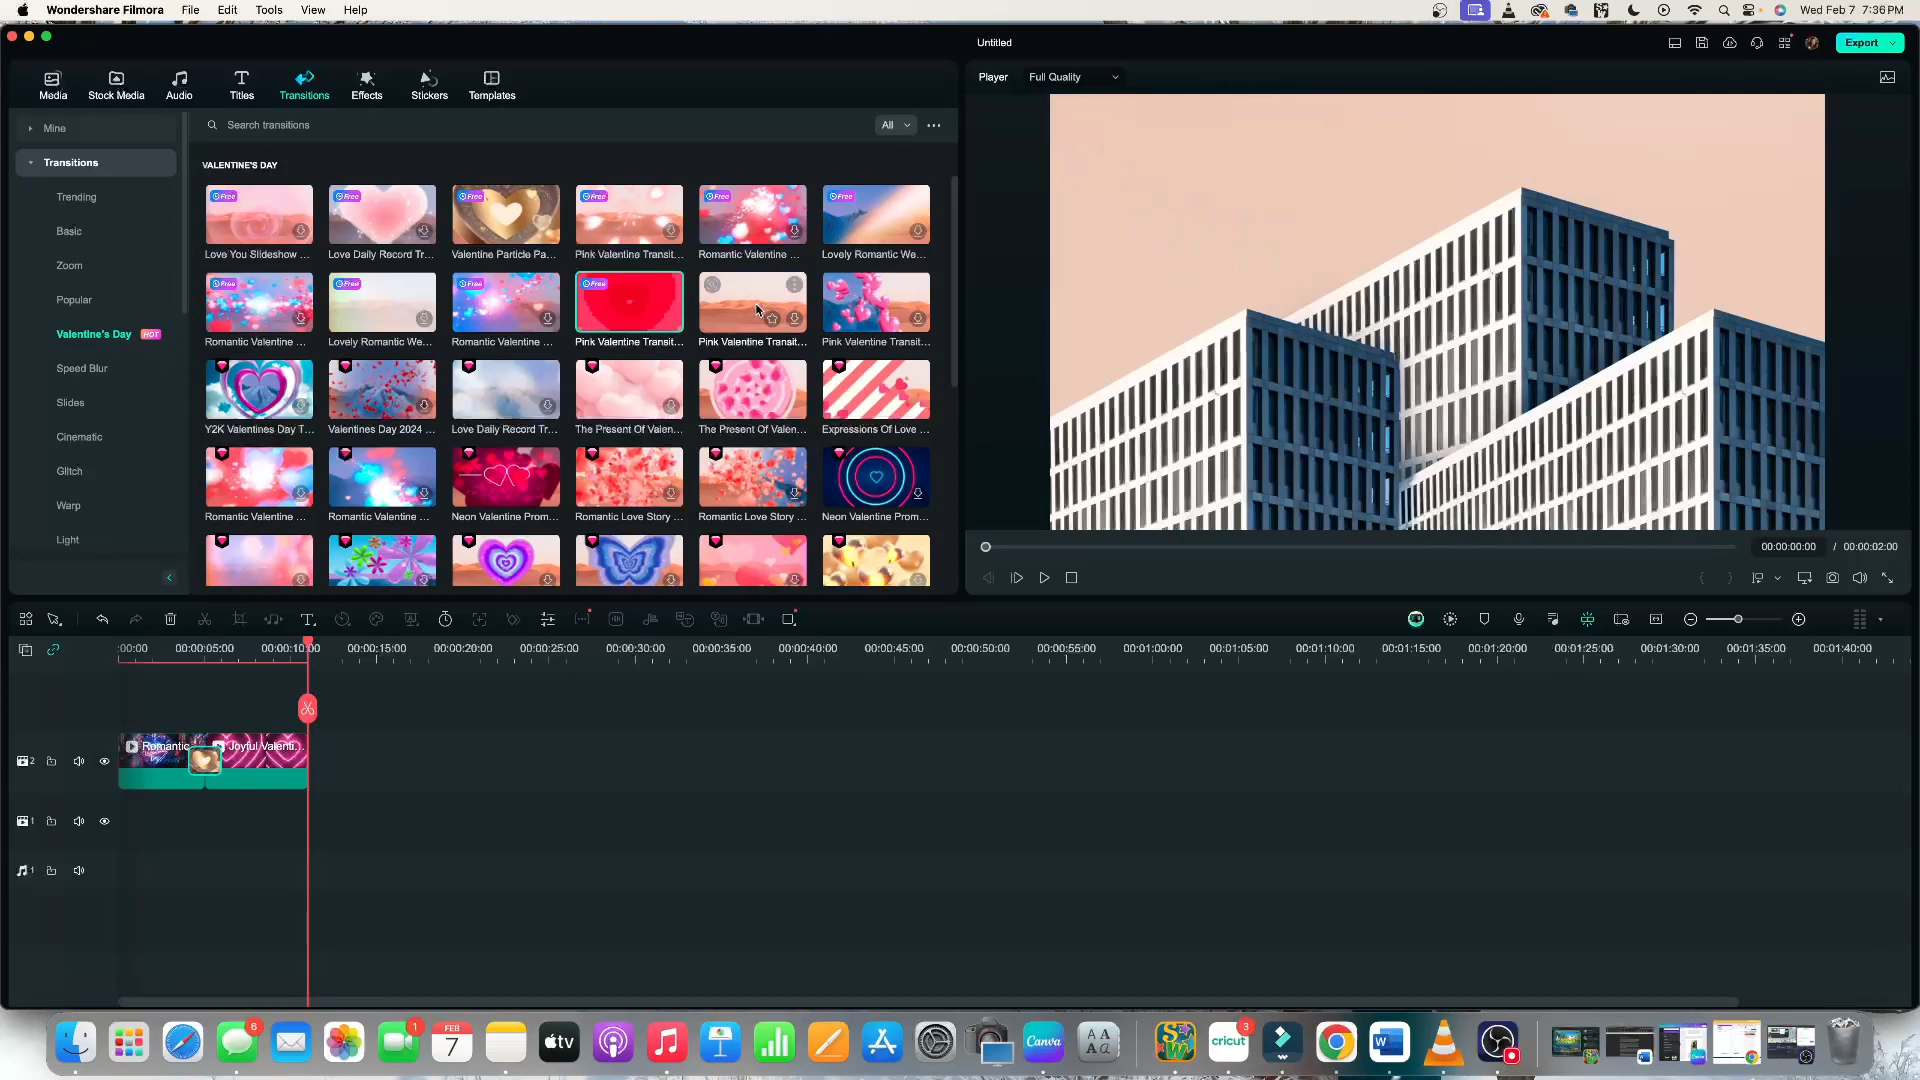 Wondershare Filmora File Edit Tools View Help
Wed Feb 7 7:36 PM
Untitled
Export
Media Stock Media Audio Titles Transitions Effects Stickers Templates
Player Full Quality
Mine
Transitions
Trending
Basic
Zoom
Popular
Valentine's Day HOT
Speed Blur
Slides
Cinematic
Glitch
Warp
Light
Search transitions
All
VALENTINE'S DAY
Free Free Free Free Free Free
Love You Slideshow ... Love Daily Record Tr... Valentine Particle Pa... Pink Valentine Transit... Romantic Valentine ... Lovely Romantic We...
Free Free Free Free
Romantic Valentine ... Lovely Romantic We... Romantic Valentine ... Pink Valentine Transit... Pink Valentine Transit... Pink Valentine Transit...
Y2K Valentines Day T... Valentines Day 2024 ... Love Daily Record Tr... The Present Of Valen... The Present Of Valen... Expressions Of Love ...
Romantic Valentine ... Romantic Valentine ... Neon Valentine Prom... Romantic Love Story ... Romantic Love Story ... Neon Valentine Prom...
00:00:00:00 / 00:00:02:00
:00:00 00:00:05:00 00:00:10:00 00:00:15:00 00:00:20:00 00:00:25:00 00:00:30:00 00:00:35:00 00:00:40:00 00:00:45:00 00:00:50:00 00:00:55:00 00:01:00:00 00:01:05:00 00:01:10:00 00:01:15:00 00:01:20:00 00:01:25:00 00:01:30:00 00:01:35:00 00:01:40:00
2
Romantic Joyful Valenti...
1
1
6
1
FEB
7
tv
Canva
A A
A a
cricut
3
W